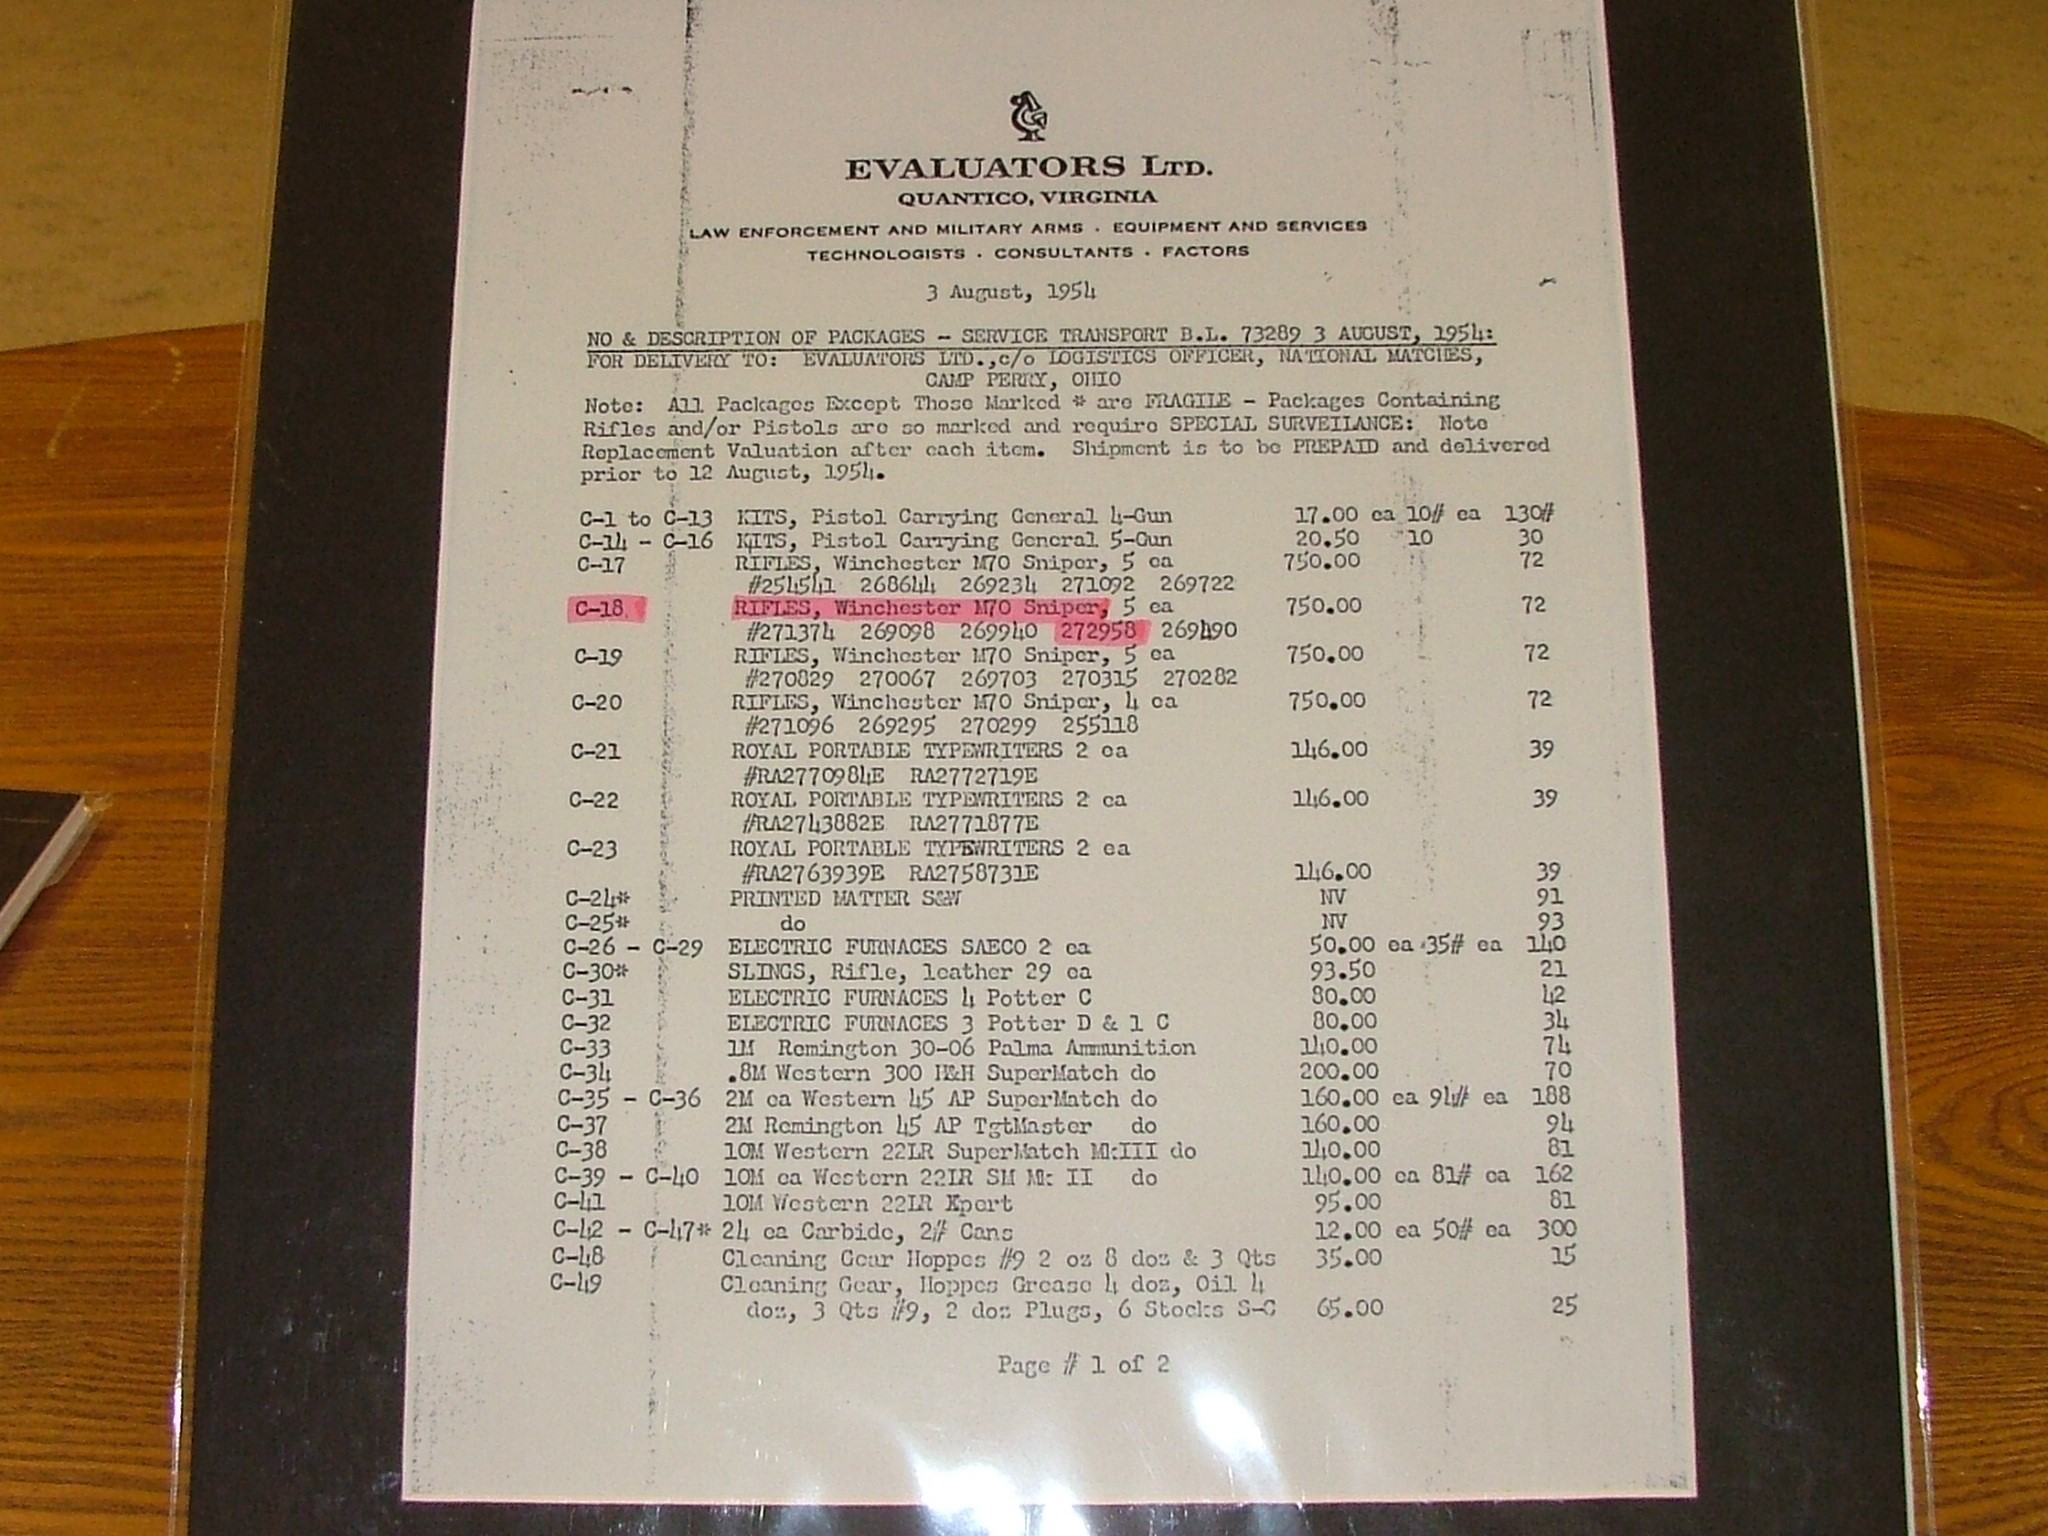 EVALUATORS LTD.
QUANTICO, VIRGINIA
LAW ENFORCEMENT AND MILITARY ARMS · EQUIPMENT AND SERVICES
TECHNOLOGISTS · CONSULTANTS · FACTORS
3 August, 1954
NO & DESCRIPTION OF PACKAGES - SERVICE TRANSPORT B.L. 73289 3 AUGUST, 1954:
FOR DELIVERY TO: EVALUATORS LTD.,c/o LOGISTICS OFFICER, NATIONAL MATCHES,
CAMP PERRY, OHIO
Note: All Packages Except Those Marked * are FRAGILE - Packages Containing
Rifles and/or Pistols are so marked and require SPECIAL SURVEILANCE: Note
Replacement Valuation after each item. Shipment is to be PREPAID and delivered
prior to 12 August, 1954.
C-1 to C-13 KITS, Pistol Carrying General 4-Gun 17.00 ea 10# ea 130#
C-14 - C-16 KITS, Pistol Carrying General 5-Gun 20.50 10 30
C-17 RIFLES, Winchester M70 Sniper, 5 ea 750.00 72
#254541 268644 269234 271092 269722
C-18 RIFLES, Winchester M70 Sniper, 5 ea 750.00 72
#271374 269098 269940 272958 269490
C-19 RIFLES, Winchester M70 Sniper, 5 ea 750.00 72
#270829 270067 269703 270315 270282
C-20 RIFLES, Winchester M70 Sniper, 4 ea 750.00 72
#271096 269295 270299 255118
C-21 ROYAL PORTABLE TYPEWRITERS 2 ea 146.00 39
#RA2770984E RA2772719E
C-22 ROYAL PORTABLE TYPEWRITERS 2 ea 146.00 39
#RA2743882E RA2771877E
C-23 ROYAL PORTABLE TYPEWRITERS 2 ea
#RA2763939E RA2758731E 146.00 39
C-24* PRINTED MATTER S&W NV 91
C-25* do NV 93
C-26 - C-29 ELECTRIC FURNACES SAECO 2 ea 50.00 ea 35# ea 140
C-30* SLINGS, Rifle, leather 29 ea 93.50 21
C-31 ELECTRIC FURNACES 4 Potter C 80.00 42
C-32 ELECTRIC FURNACES 3 Potter D & 1 C 80.00 34
C-33 1M Remington 30-06 Palma Ammunition 140.00 74
C-34 .8M Western 300 H&H SuperMatch do 200.00 70
C-35 - C-36 2M ea Western 45 AP SuperMatch do 160.00 ea 94# ea 188
C-37 2M Remington 45 AP TgtMaster do 160.00 94
C-38 10M Western 22LR SuperMatch MkIII do 140.00 81
C-39 - C-40 10M ea Western 22LR SM Mk II do 140.00 ea 81# ea 162
C-41 10M Western 22LR Xpert 95.00 81
C-42 - C-47* 24 ea Carbide, 2# Cans 12.00 ea 50# ea 300
C-48 Cleaning Gear Hoppes #9 2 oz 8 doz & 3 Qts 35.00 15
C-49 Cleaning Gear, Hoppes Grease 4 doz, Oil 4
doz, 3 Qts #9, 2 doz Plugs, 6 Stocks S-C 65.00 25
Page # 1 of 2